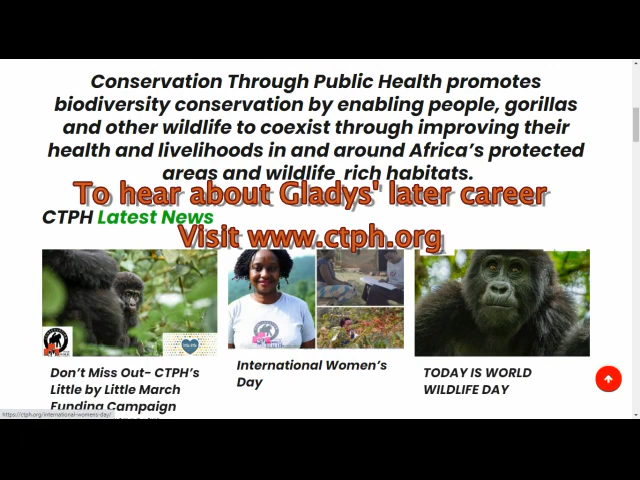 Conservation Through Public Health promotes
biodiversity conservation by enabling people, gorillas
and other wildlife to coexist through improving their
health and livelihoods in and around Africa's protected
areas and wildlife rich habitats.
To hear about Gladys' later career
CTPH Latest News
Visit www.ctph.org
Don't Miss Out- CTPH's
Little by Little March
Funding Campaign
International Women's
Day
TODAY IS WORLD
WILDLIFE DAY
https://ctph.org/international-womens-day/